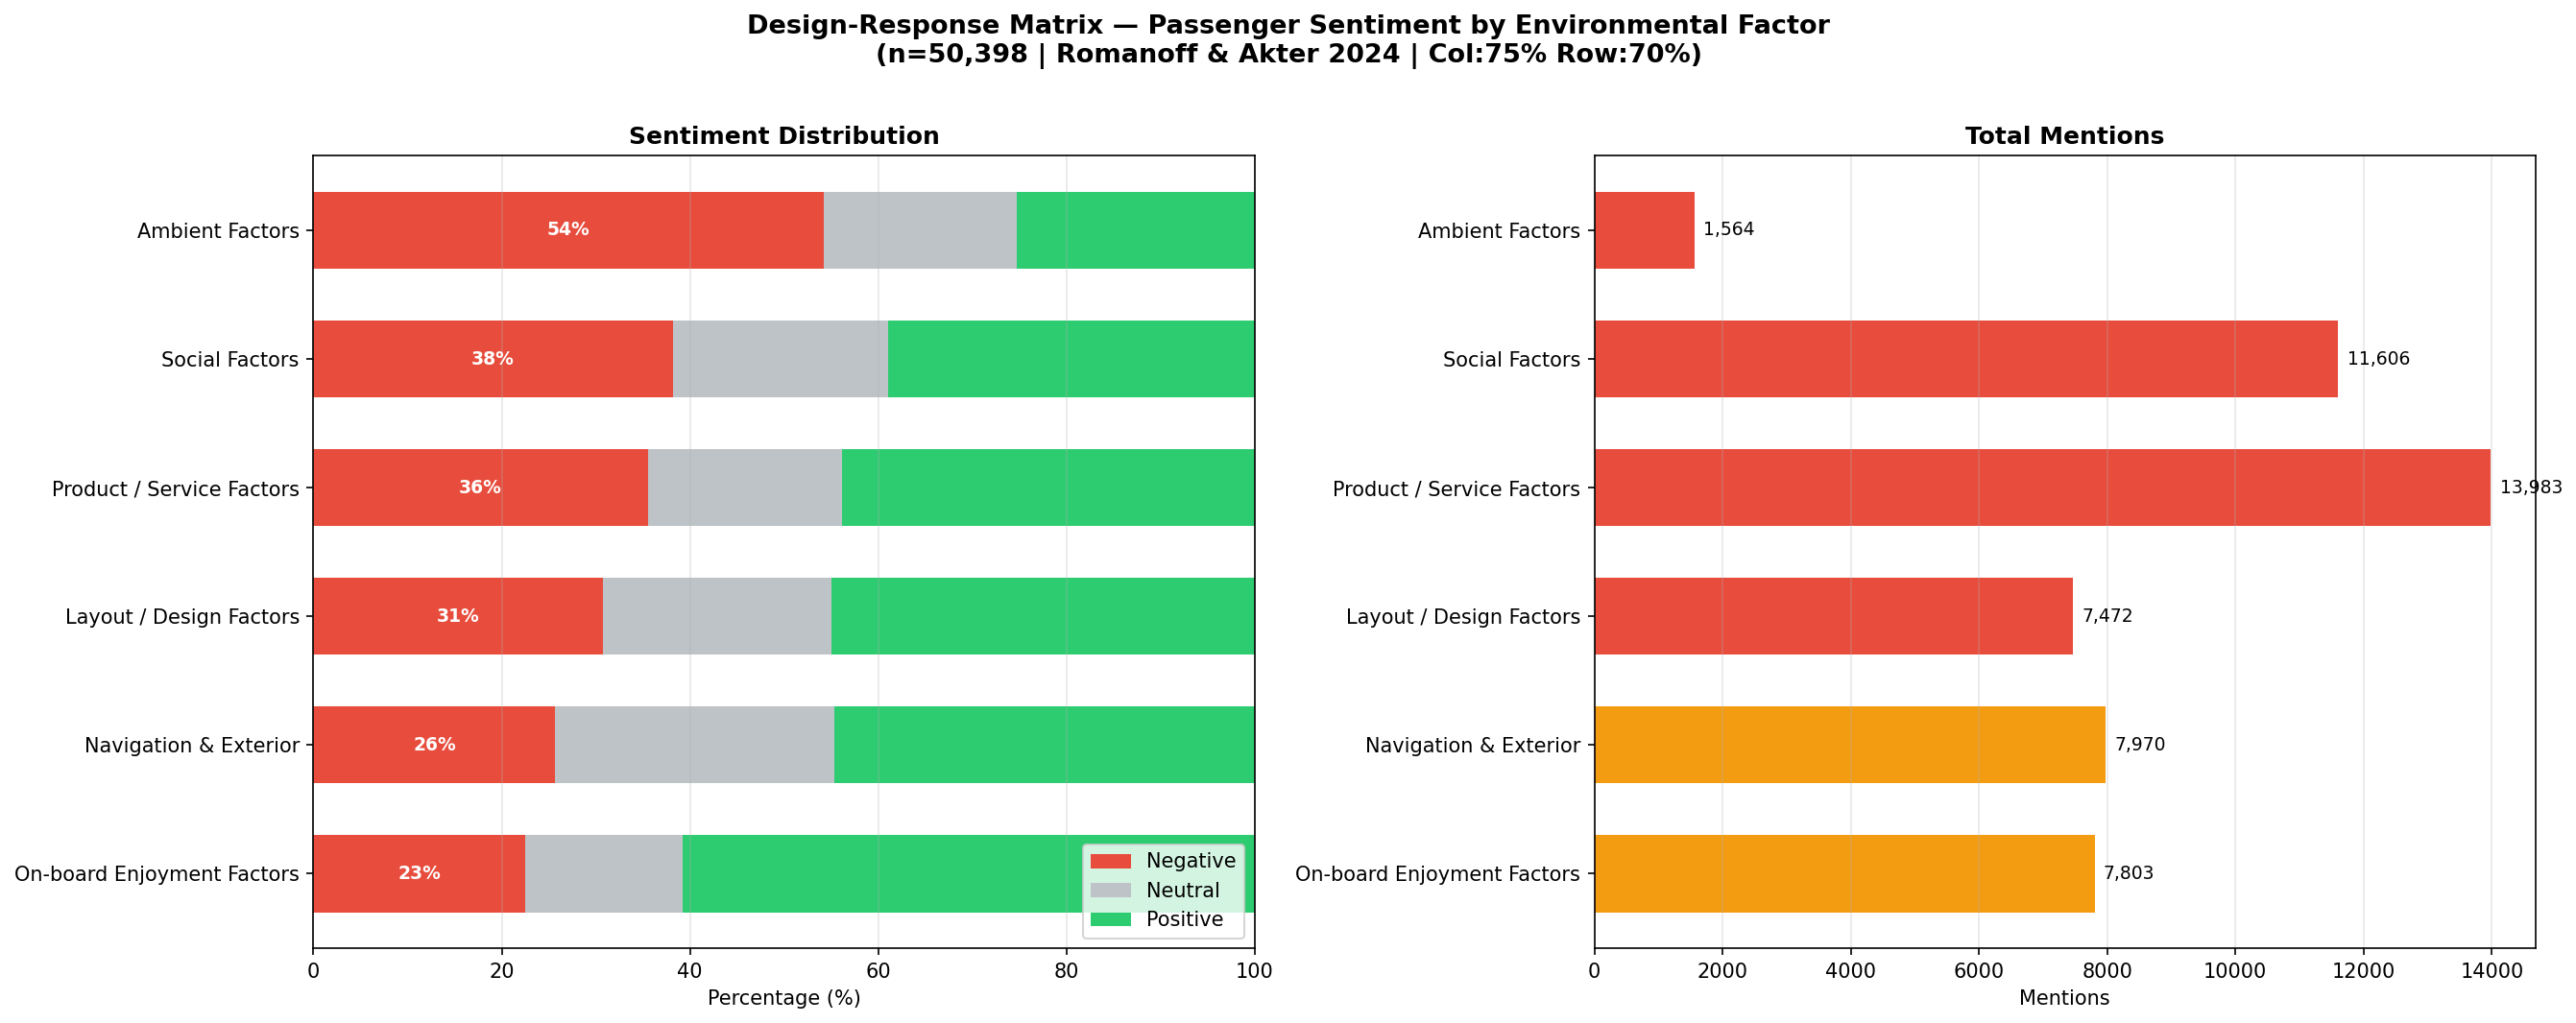 Design-Response Matrix — Passenger Sentiment by Environmental Factor
(n=50,398 | Romanoff & Akter 2024 | Col:75% Row:70%)
Sentiment Distribution
Ambient Factors
54%
Social Factors
38%
Product / Service Factors
36%
Layout / Design Factors
31%
Navigation & Exterior
26%
On-board Enjoyment Factors
23%
Negative
Neutral
Positive
0 20 40 60 80 100
Percentage (%)
Total Mentions
Ambient Factors
1,564
Social Factors
11,606
Product / Service Factors
13,983
Layout / Design Factors
7,472
Navigation & Exterior
7,970
On-board Enjoyment Factors
7,803
0 2000 4000 6000 8000 10000 12000 14000
Mentions